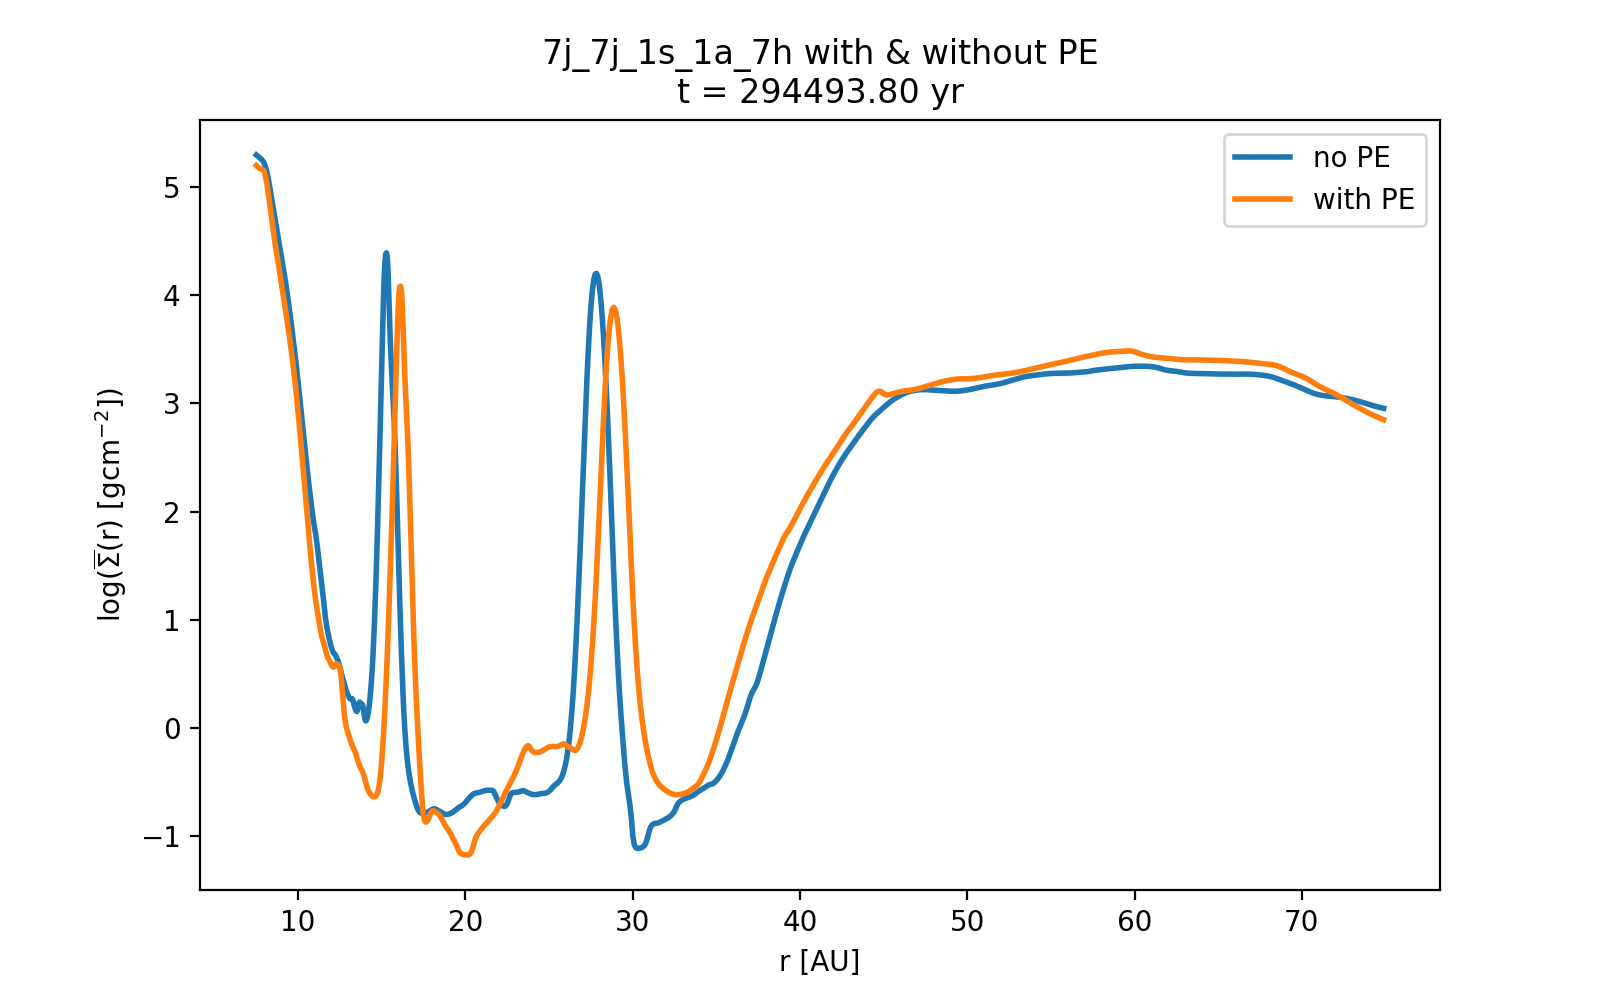 7j_7j_1s_1a_7h with & without PE
t = 294493.80 yr
no PE
with PE
log(Σ̅(r) [gcm⁻²])
5
4
3
2
1
0
−1
10 20 30 40 50 60 70
r [AU]